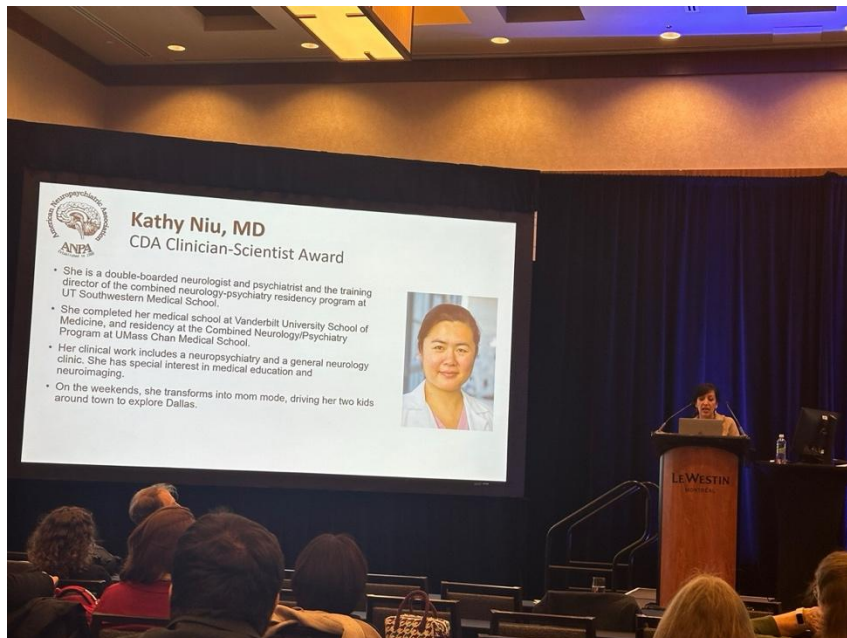 American Neuropsychiatric Association
ANPA
Kathy Niu, MD
CDA Clinician-Scientist Award
• She is a double-boarded neurologist and psychiatrist and the training
director of the combined neurology-psychiatry residency program at
UT Southwestern Medical School.
• She completed her medical school at Vanderbilt University School of
Medicine, and residency at the Combined Neurology/Psychiatry
Program at UMass Chan Medical School.
• Her clinical work includes a neuropsychiatry and a general neurology
clinic. She has special interest in medical education and
neuroimaging.
• On the weekends, she transforms into mom mode, driving her two kids
around town to explore Dallas.
LE WESTIN
MONTRÉAL